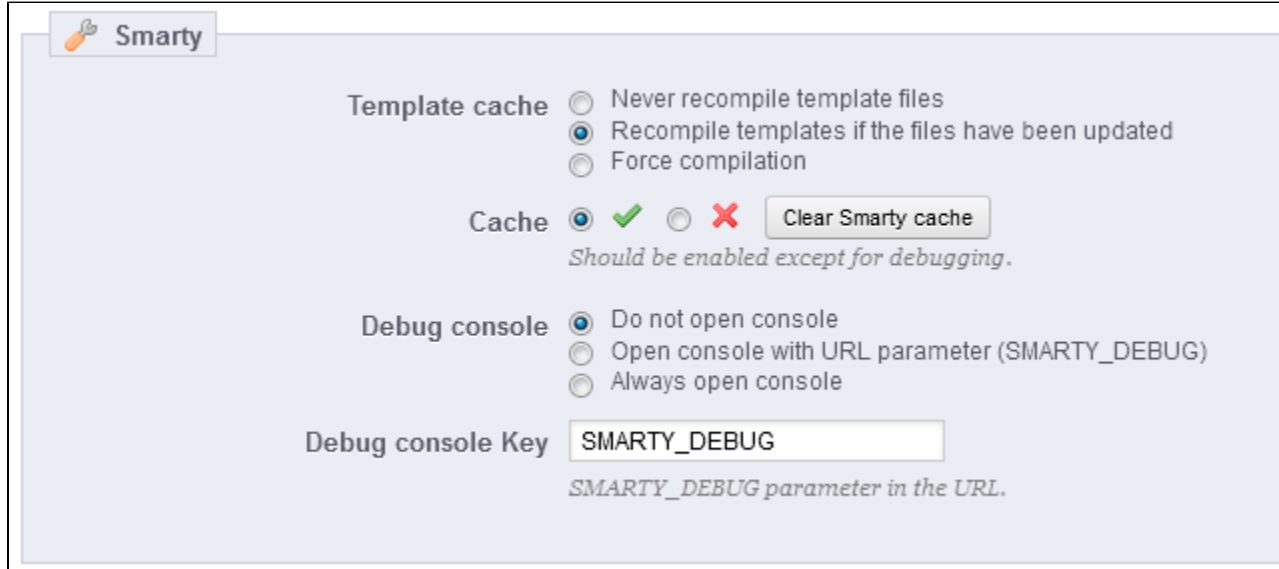 Smarty
Template cache
Never recompile template files
Recompile templates if the files have been updated
Force compilation
Cache
Clear Smarty cache
Should be enabled except for debugging.
Debug console
Do not open console
Open console with URL parameter (SMARTY_DEBUG)
Always open console
Debug console Key
SMARTY_DEBUG
SMARTY_DEBUG parameter in the URL.